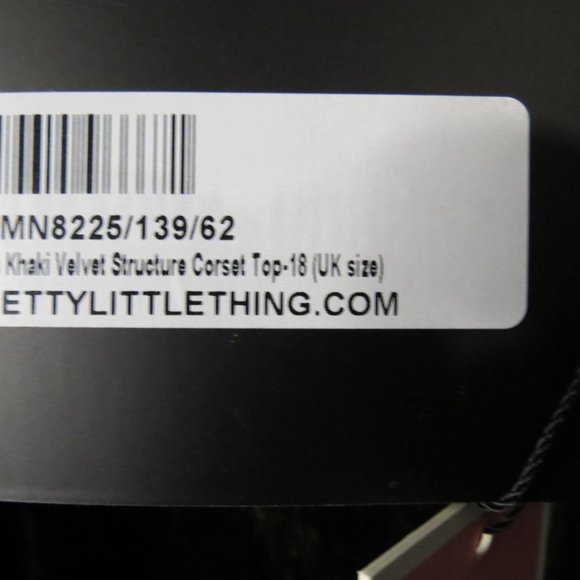 MN8225/139/62
Khaki Velvet Structure Corset Top-18 (UK size)
ETTYLITTLETHING.COM